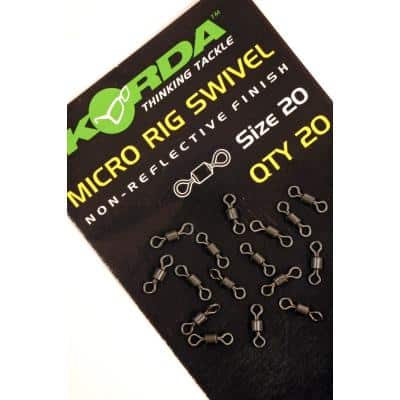 KORDA™
THINKING TACKLE
MICRO RIG SWIVEL
NON-REFLECTIVE FINISH
Size 20
QTY 20